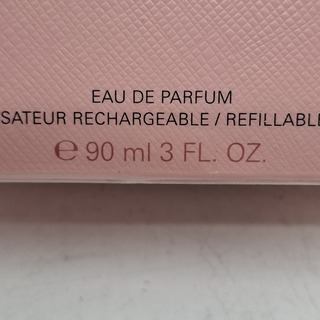 EAU DE PARFUM
SATEUR RECHARGEABLE / REFILLABLE
℮ 90 ml 3 FL. OZ.